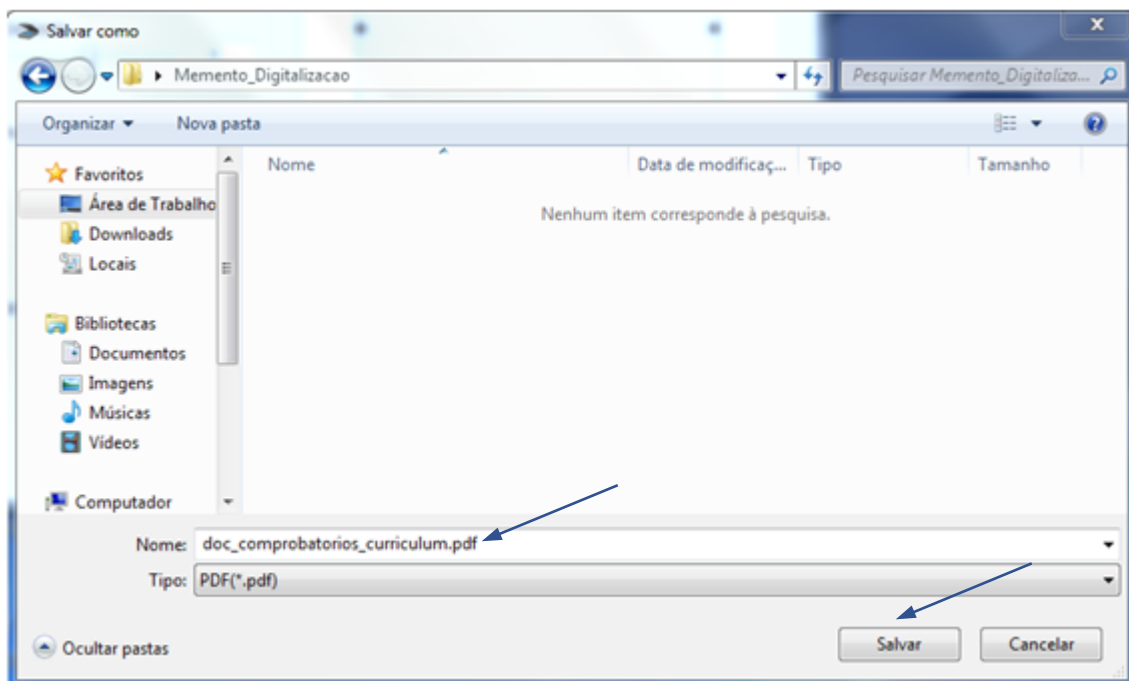 Salvar como
Memento_Digitalizacao
Pesquisar Memento_Digitaliza...
Organizar
Nova pasta
Nome
Data de modificaç...
Tipo
Tamanho
Nenhum item corresponde à pesquisa.
Favoritos
Área de Trabalho
Downloads
Locais
Bibliotecas
Documentos
Imagens
Músicas
Vídeos
Computador
Nome: doc_comprobatorios_curriculum.pdf
Tipo: PDF(*.pdf)
Ocultar pastas
Salvar
Cancelar